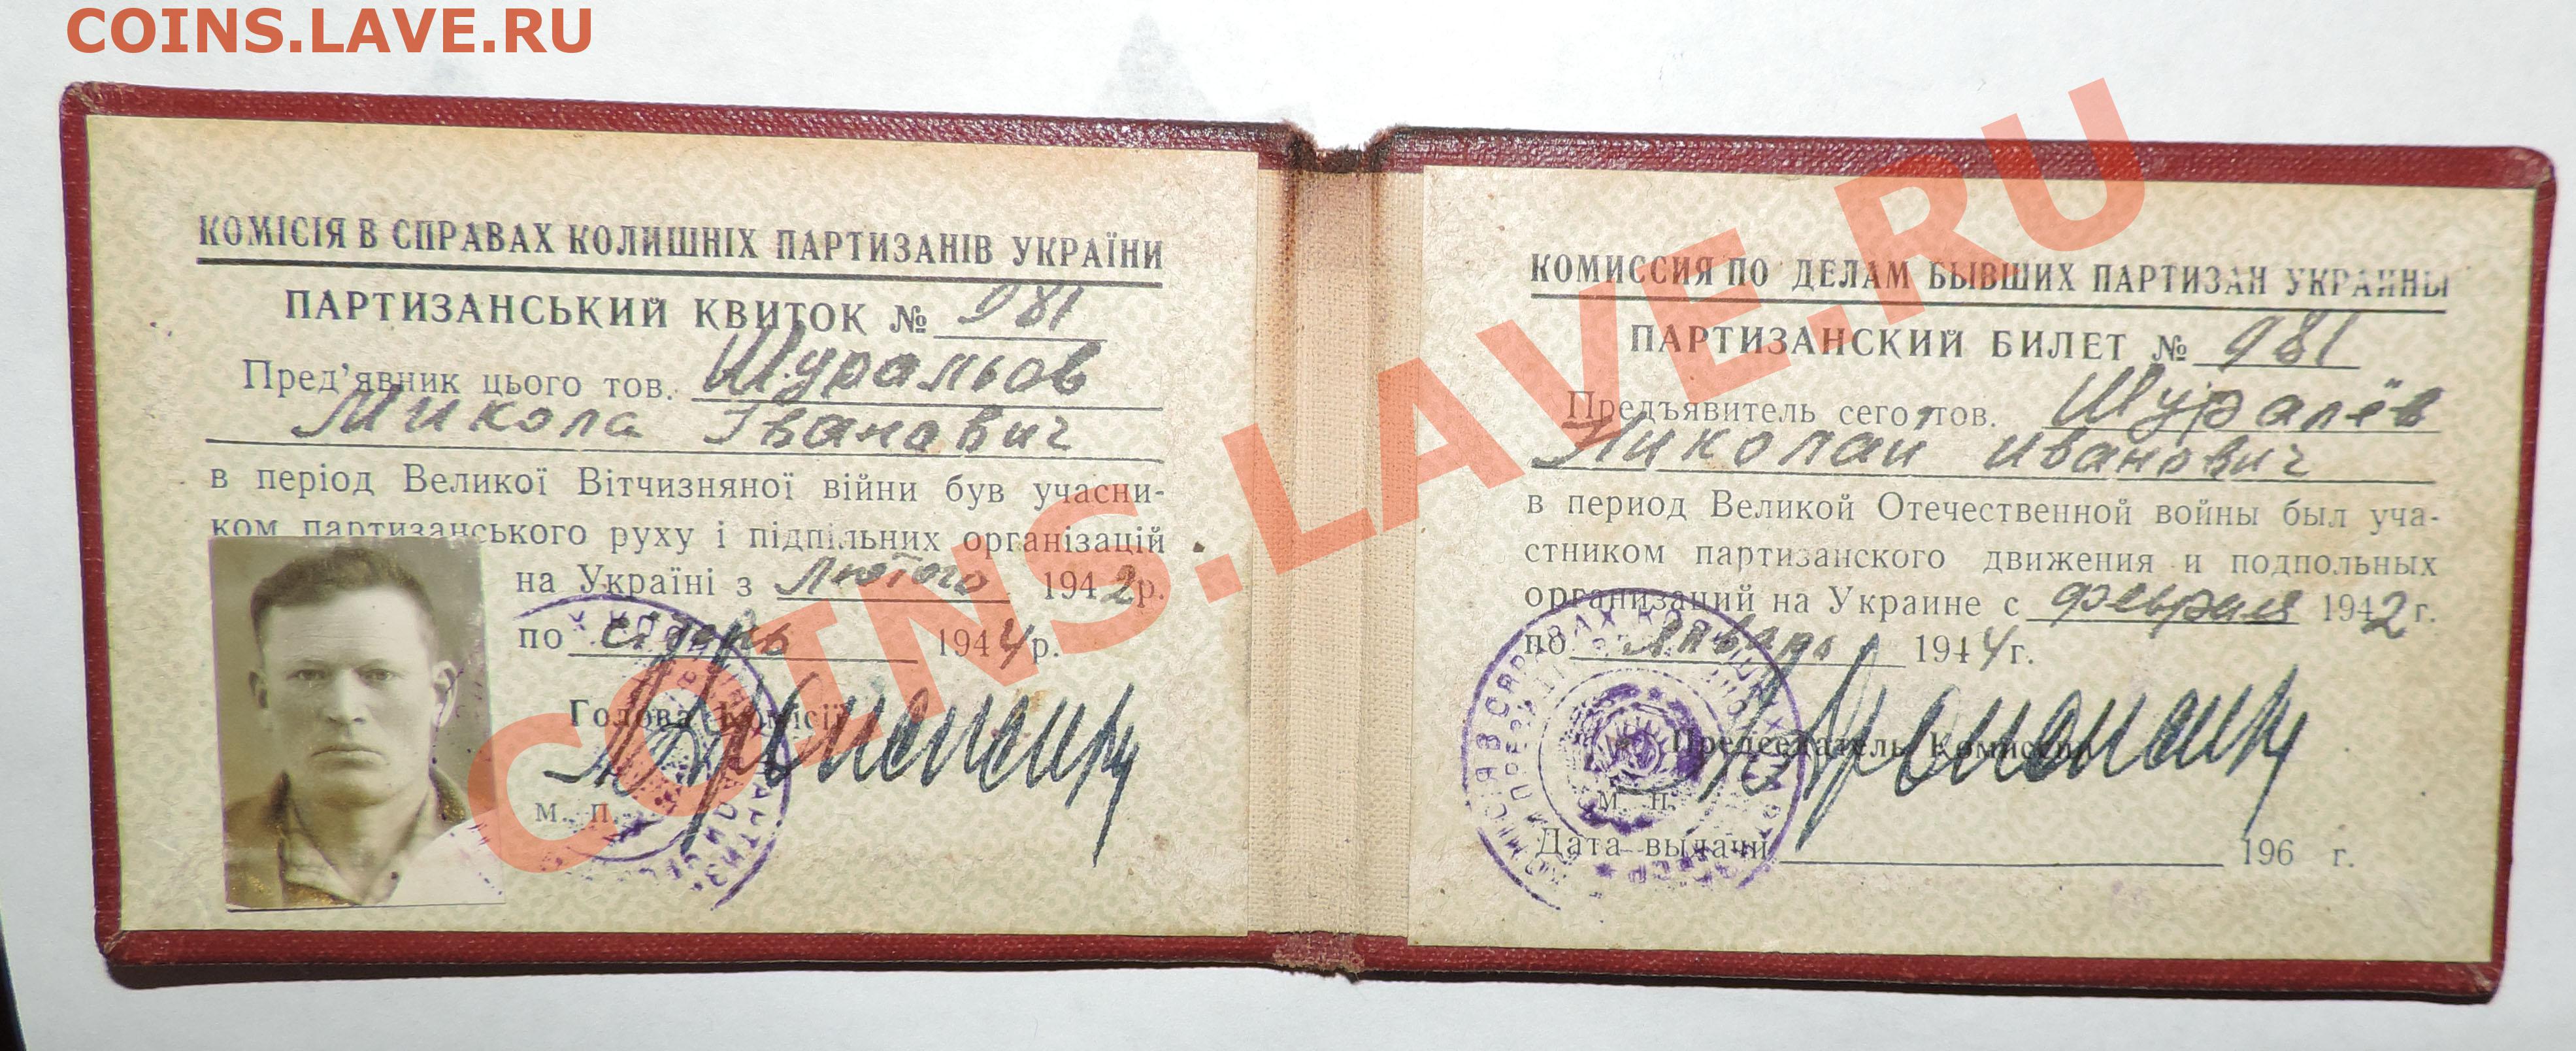 COINS.LAVE.RU
КОМІСІЯ В СПРАВАХ КОЛИШНІХ ПАРТИЗАНІВ УКРАЇНИ
ПАРТИЗАНСЬКИЙ КВИТОК № 981
Пред'явник цього тов. Шуральов
Микола Іванович
в період Великої Вітчизняної війни був учасни-
ком партизанського руху і підпільних організацій
на Україні з лютого 1942 р.
по січень 1944 р.
Голова Комісії
М. П.
КОМИССИЯ ПО ДЕЛАМ БЫВШИХ ПАРТИЗАН УКРАИНЫ
ПАРТИЗАНСКИЙ БИЛЕТ № 981
Предъявитель сего тов. Шуралёв
Николай Иванович
в период Великой Отечественной войны был уча-
стником партизанского движения и подпольных
организаций на Украине с февраля 1942 г.
по январь 1944 г.
Председатель Комиссии
М. П.
Дата выдачи 196 г.
COINS.LAVE.RU